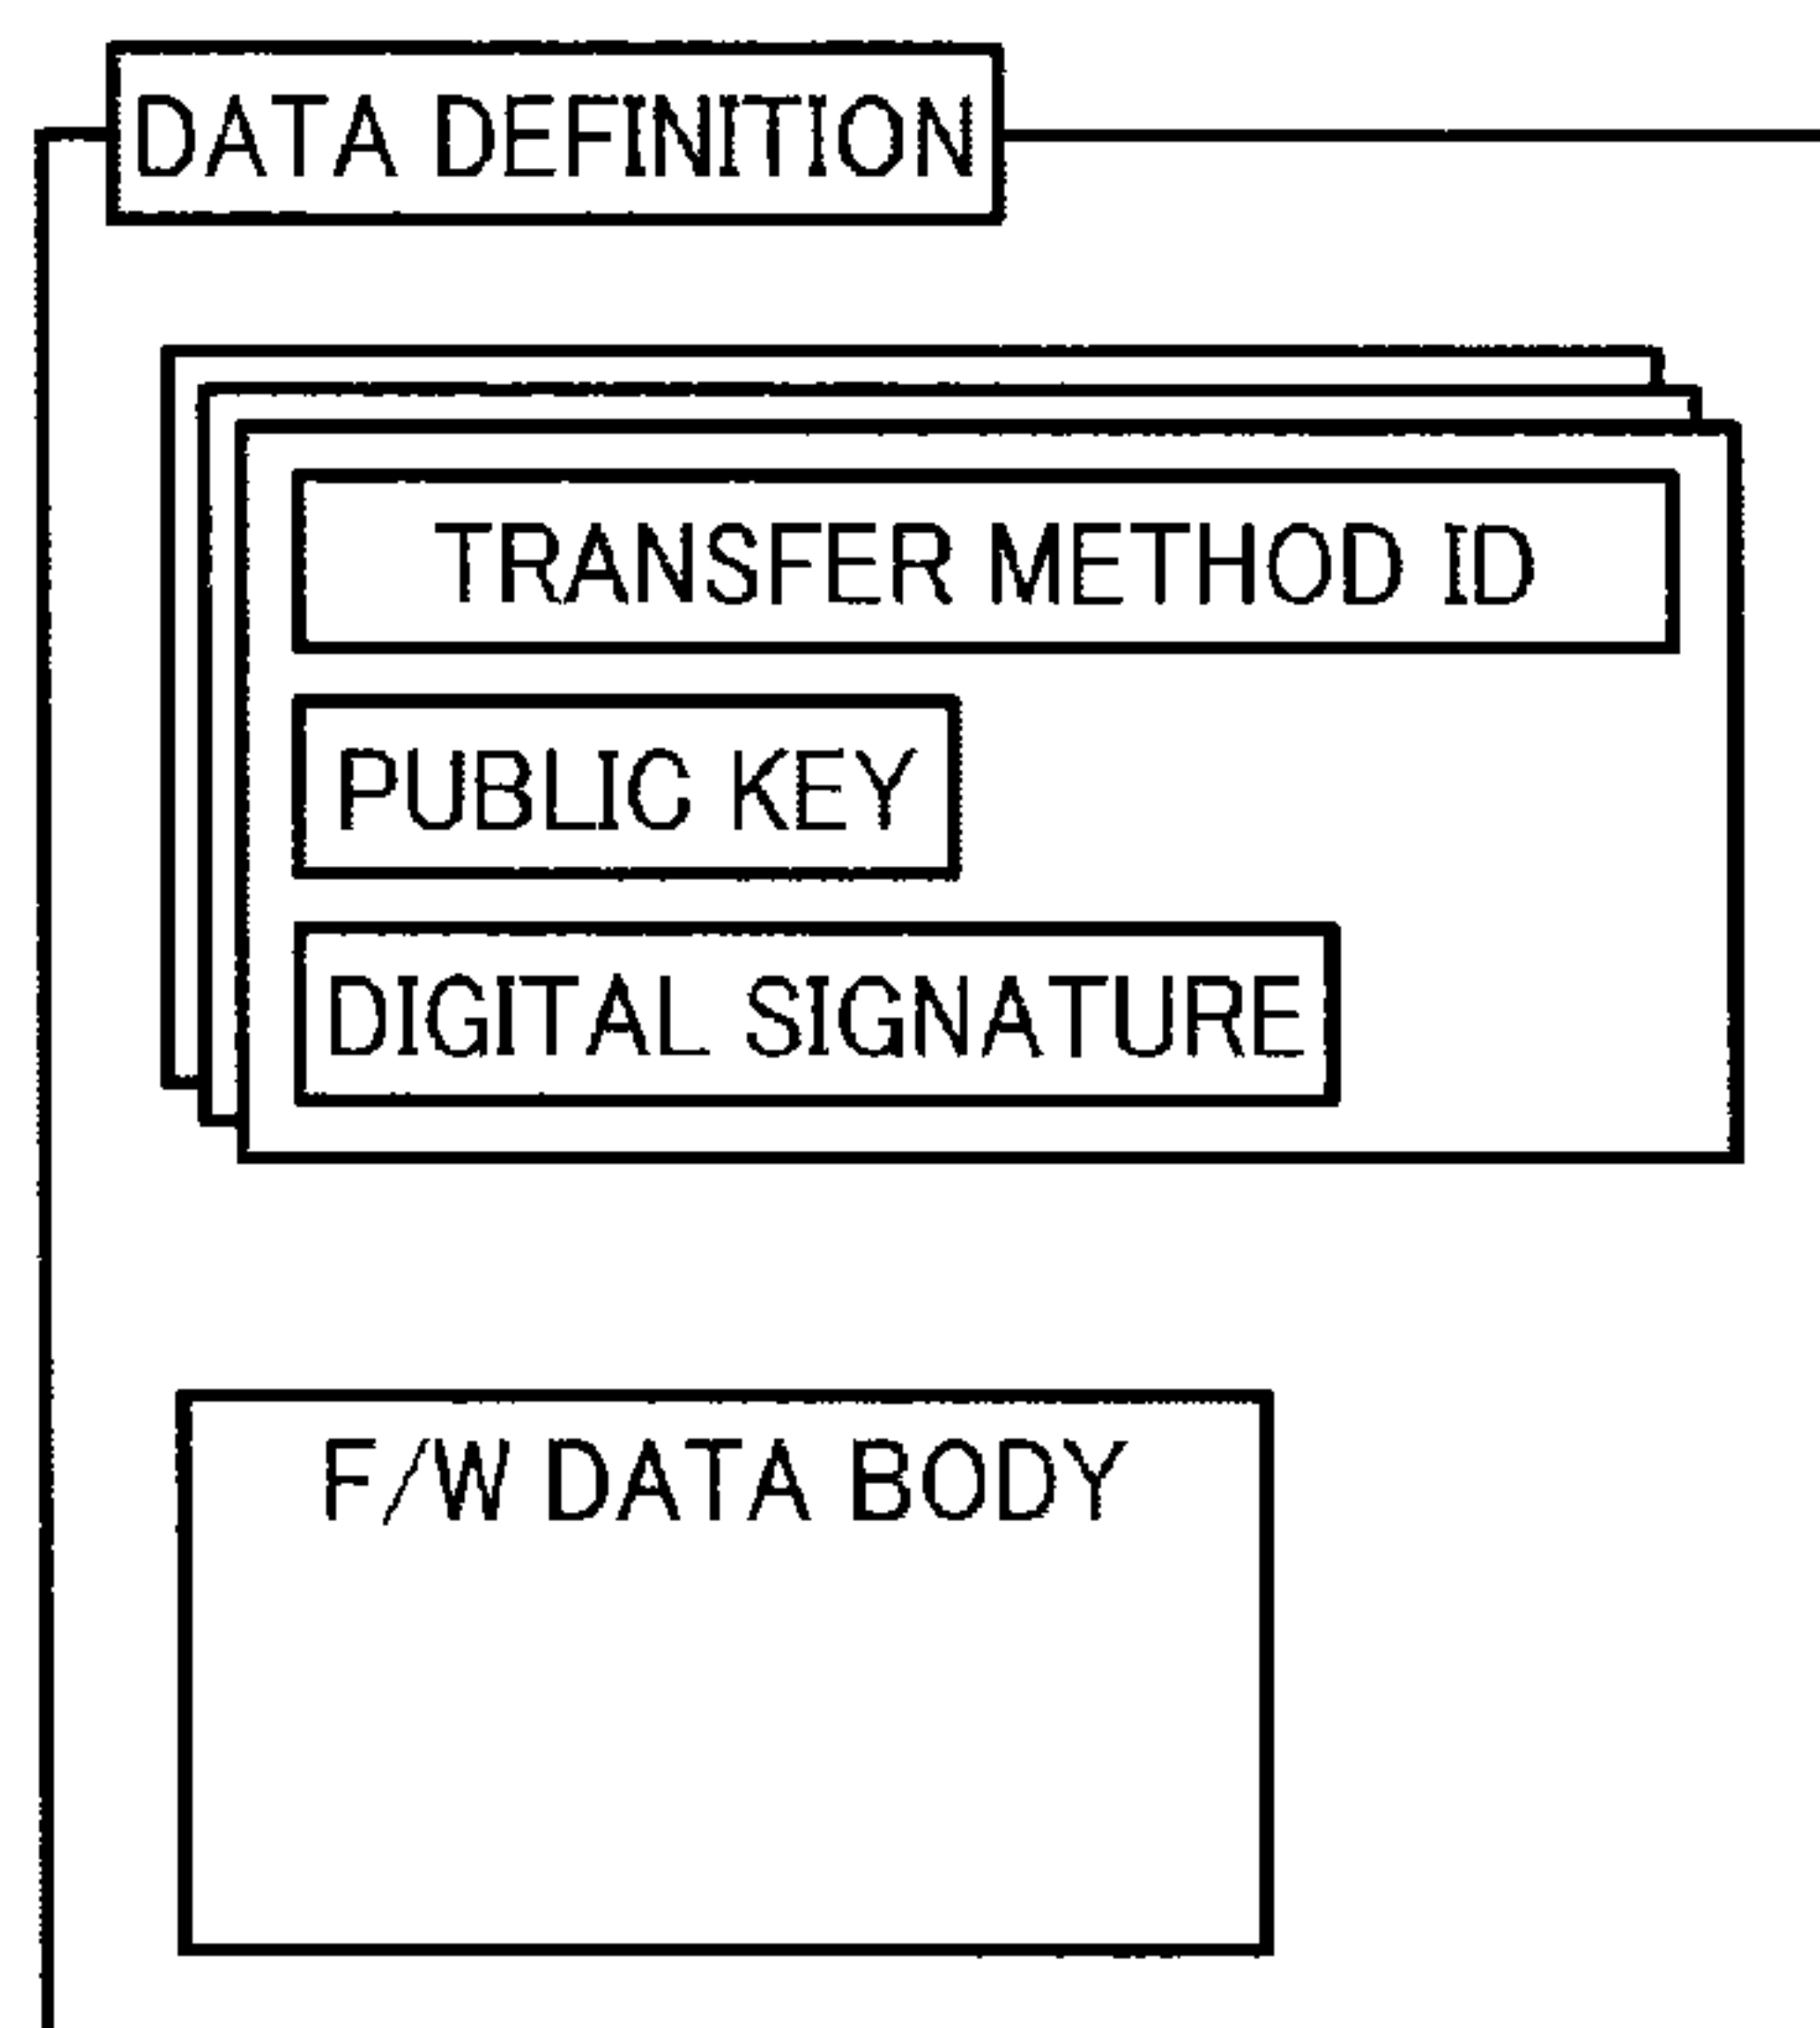 DATA DEFINITION
TRANSFER METHOD ID
PUBLIC KEY
DIGITAL SIGNATURE
F/W DATA BODY